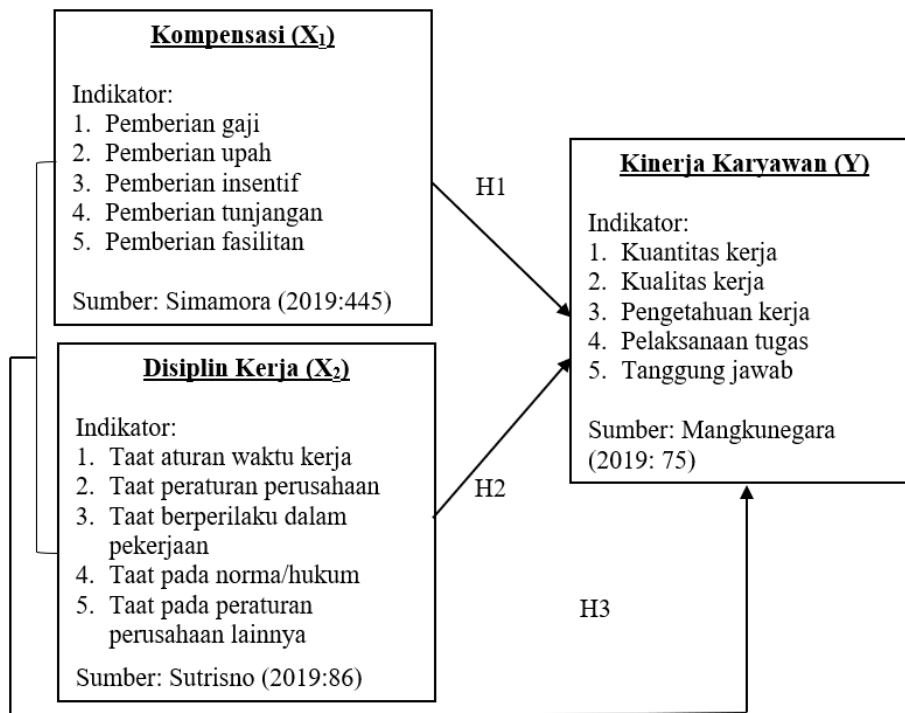 Kompensasi (X₁)
Indikator:
1. Pemberian gaji
2. Pemberian upah
3. Pemberian insentif
4. Pemberian tunjangan
5. Pemberian fasilitan
Sumber: Simamora (2019:445)
Disiplin Kerja (X₂)
Indikator:
1. Taat aturan waktu kerja
2. Taat peraturan perusahaan
3. Taat berperilaku dalam
pekerjaan
4. Taat pada norma/hukum
5. Taat pada peraturan
perusahaan lainnya
Sumber: Sutrisno (2019:86)
H1
H2
H3
Kinerja Karyawan (Y)
Indikator:
1. Kuantitas kerja
2. Kualitas kerja
3. Pengetahuan kerja
4. Pelaksanaan tugas
5. Tanggung jawab
Sumber: Mangkunegara
(2019: 75)